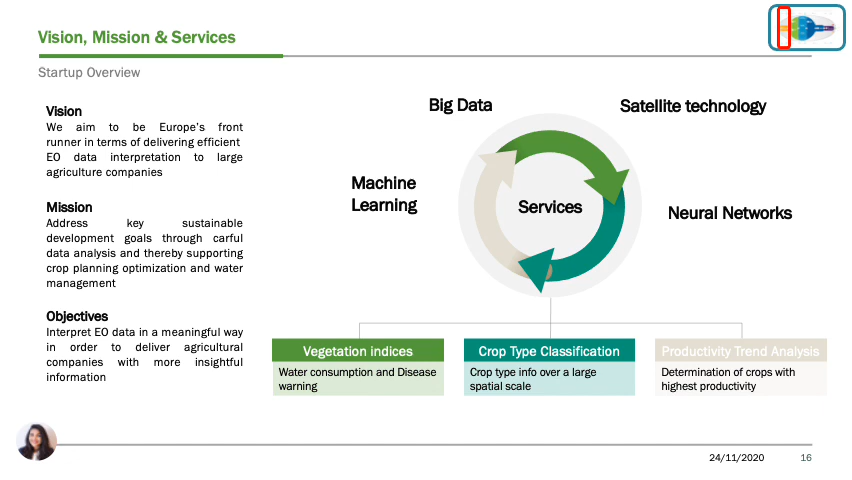 Vision, Mission & Services
Startup Overview
Vision
We aim to be Europe's front
runner in terms of delivering efficient
EO data interpretation to large
agriculture companies
Mission
Address key sustainable
development goals through carful
data analysis and thereby supporting
crop planning optimization and water
management
Objectives
Interpret EO data in a meaningful way
in order to deliver agricultural
companies with more insightful
information
Big Data
Satellite technology
Machine
Learning
Services
Neural Networks
Vegetation indices
Water consumption and Disease
warning
Crop Type Classification
Crop type info over a large
spatial scale
Productivity Trend Analysis
Determination of crops with
highest productivity
24/11/2020
16